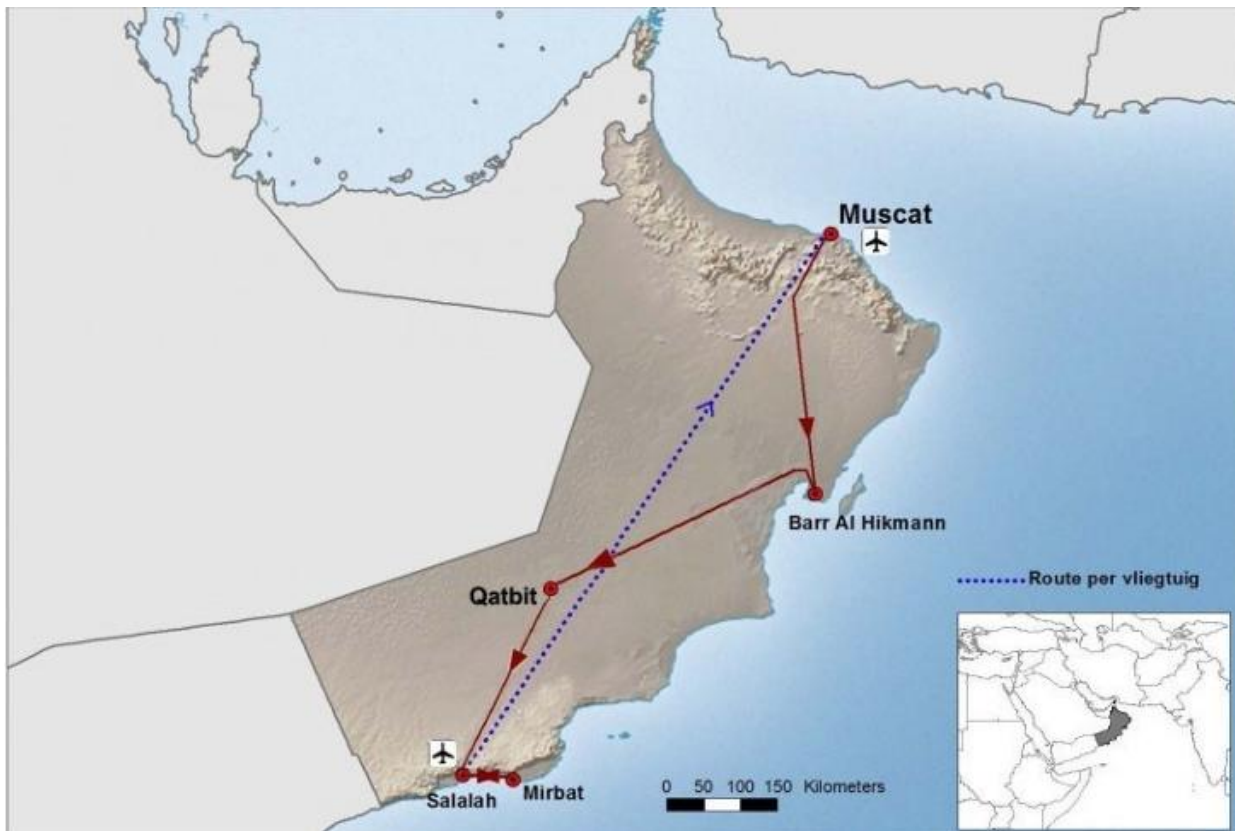 Muscat
Barr Al Hikmann
Route per vliegtuig
Qatbit
Salalah
Mirbat
0 50 100 150 Kilometers